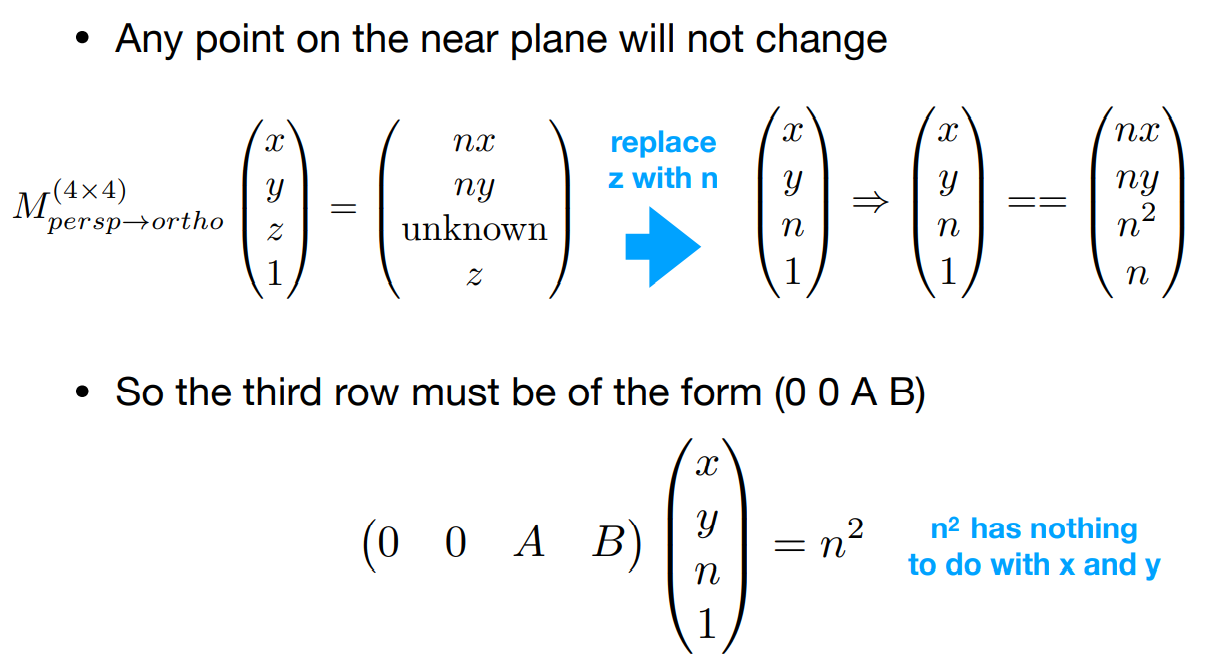 • Any point on the near plane will not change
$M_{persp\to ortho}^{(4\times 4)} \begin{pmatrix} x \\ y \\ z \\ 1 \end{pmatrix} = \begin{pmatrix} nx \\ ny \\ \text{unknown} \\ z \end{pmatrix}$ replace z with n $\begin{pmatrix} x \\ y \\ n \\ 1 \end{pmatrix} \Rightarrow \begin{pmatrix} x \\ y \\ n \\ 1 \end{pmatrix} == \begin{pmatrix} nx \\ ny \\ n^2 \\ n \end{pmatrix}$
• So the third row must be of the form (0 0 A B)
$\begin{pmatrix} 0 & 0 & A & B \end{pmatrix} \begin{pmatrix} x \\ y \\ n \\ 1 \end{pmatrix} = n^2$ n² has nothing to do with x and y